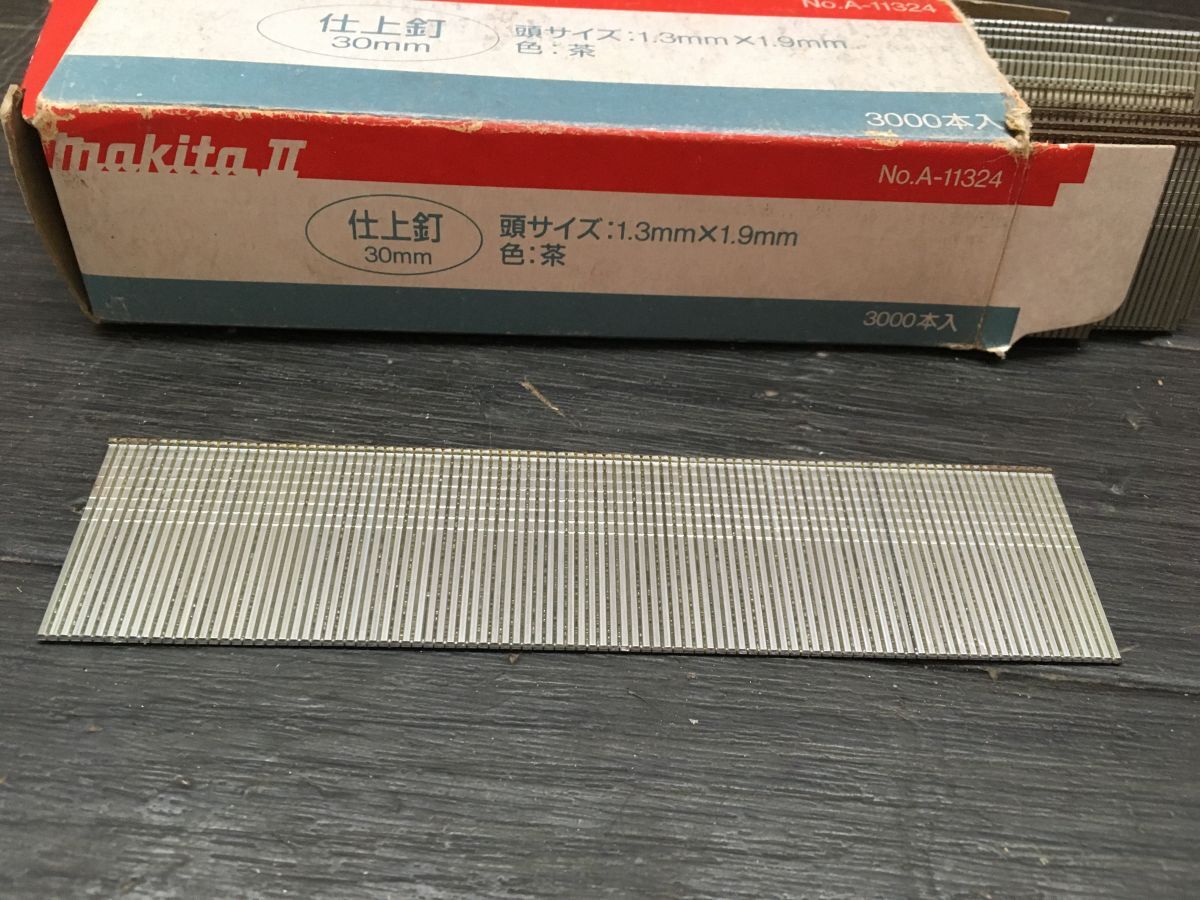 No.A-11324
仕上釘
30mm
頭サイズ:1.3mm×1.9mm
色:茶
3000本入
makita II
No.A-11324
仕上釘
30mm
頭サイズ:1.3mm×1.9mm
色:茶
3000本入